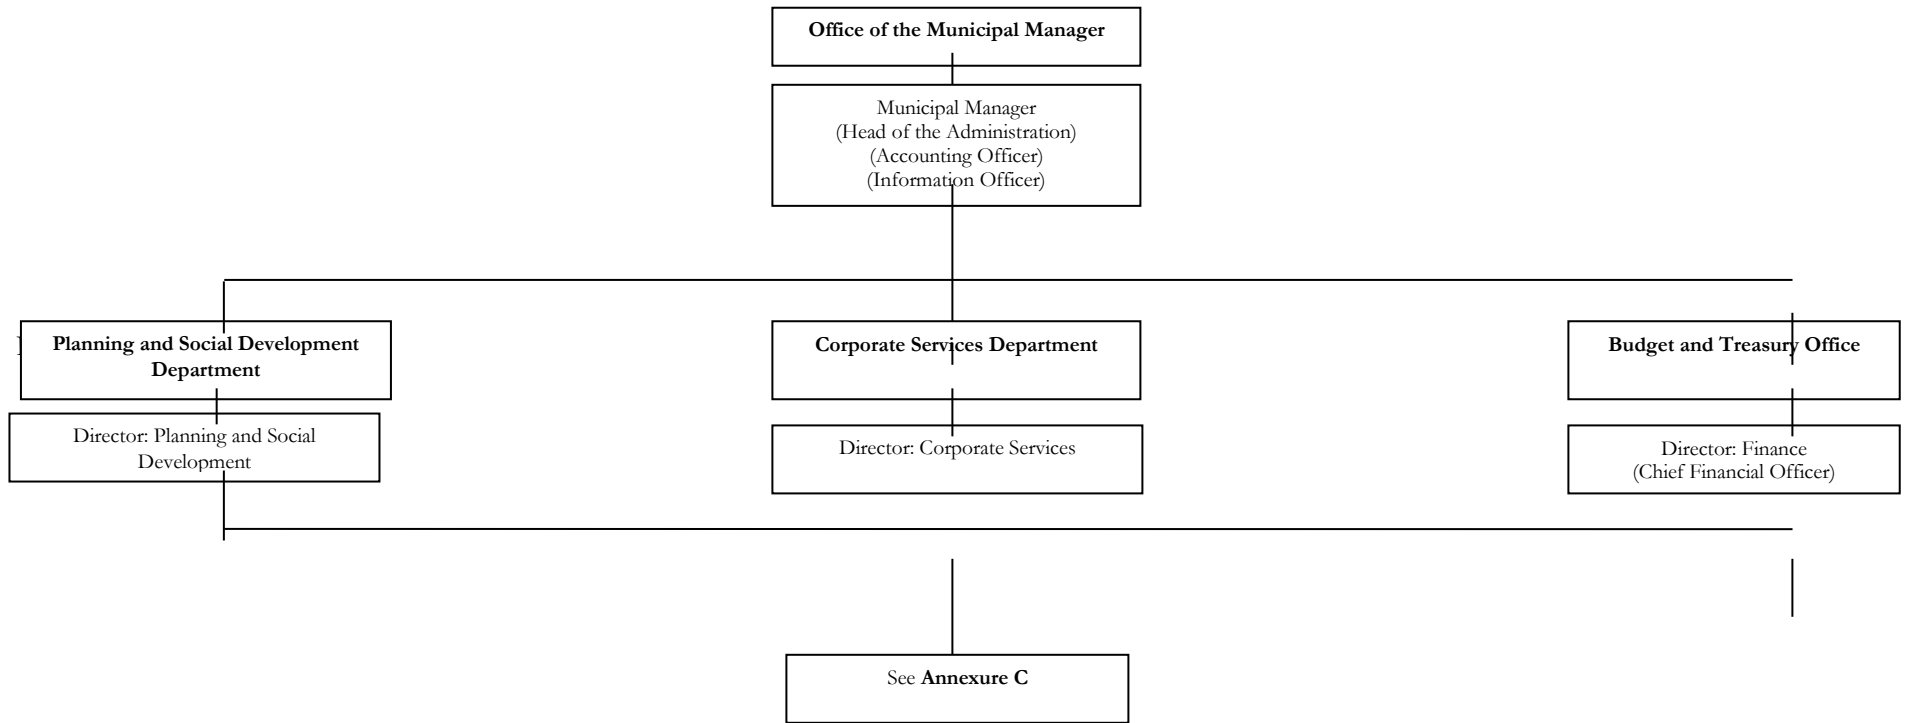 Office of the Municipal Manager
Municipal Manager
(Head of the Administration)
(Accounting Officer)
(Information Officer)
Planning and Social Development
Department
Corporate Services Department
Budget and Treasury Office
Director: Planning and Social
Development
Director: Corporate Services
Director: Finance
(Chief Financial Officer)
See Annexure C